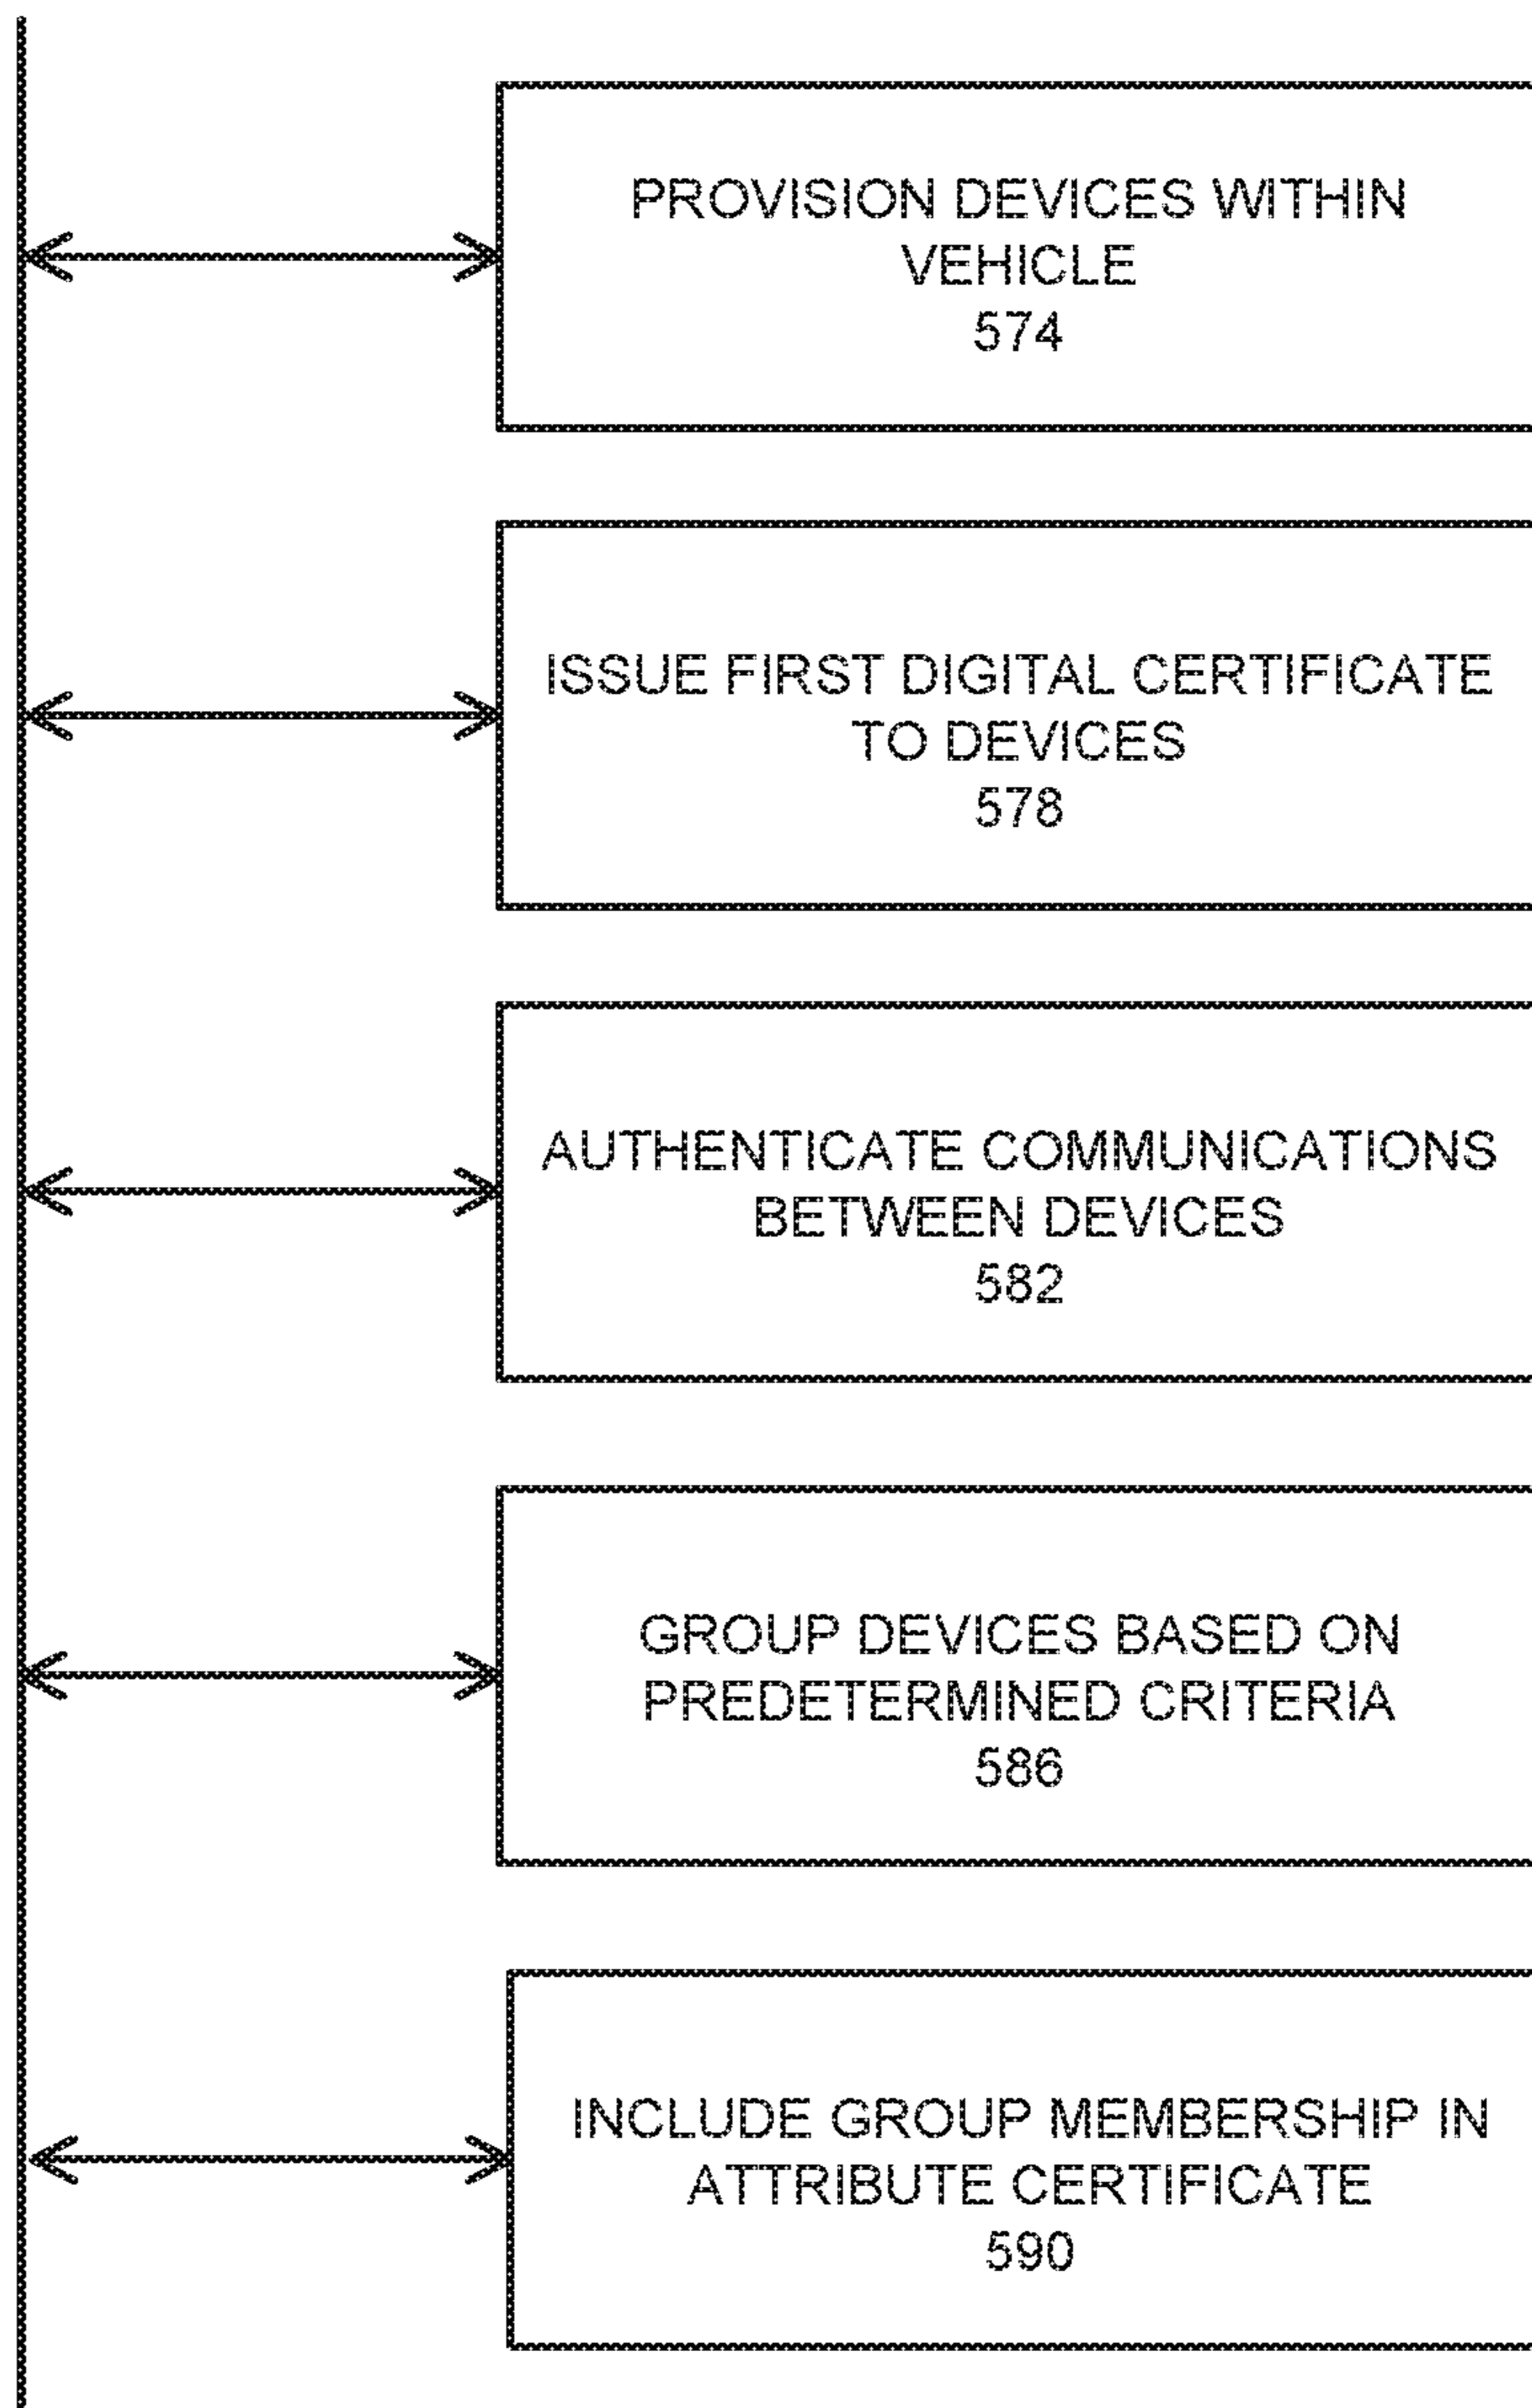 PROVISION DEVICES WITHIN
VEHICLE
574
ISSUE FIRST DIGITAL CERTIFICATE
TO DEVICES
578
AUTHENTICATE COMMUNICATIONS
BETWEEN DEVICES
582
GROUP DEVICES BASED ON
PREDETERMINED CRITERIA
586
INCLUDE GROUP MEMBERSHIP IN
ATTRIBUTE CERTIFICATE
590